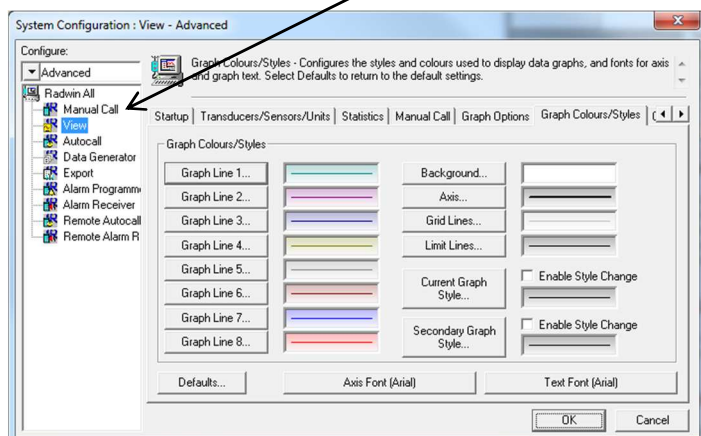 System Configuration : View - Advanced
Configure:
Advanced
Graph Colours/Styles - Configures the styles and colours used to display data graphs, and fonts for axis
and graph text. Select Defaults to return to the default settings.
Radwin All
Manual Call
View
Autocall
Data Generator
Export
Alarm Programm
Alarm Receiver
Remote Autocall
Remote Alarm R
Startup Transducers/Sensors/Units Statistics Manual Call Graph Options Graph Colours/Styles
Graph Colours/Styles
Graph Line 1... Background...
Graph Line 2... Axis...
Graph Line 3... Grid Lines...
Graph Line 4... Limit Lines...
Graph Line 5...
Graph Line 6...
Graph Line 7...
Graph Line 8...
Current Graph
Style...
Enable Style Change
Secondary Graph
Style...
Enable Style Change
Defaults... Axis Font (Arial) Text Font (Arial)
OK Cancel